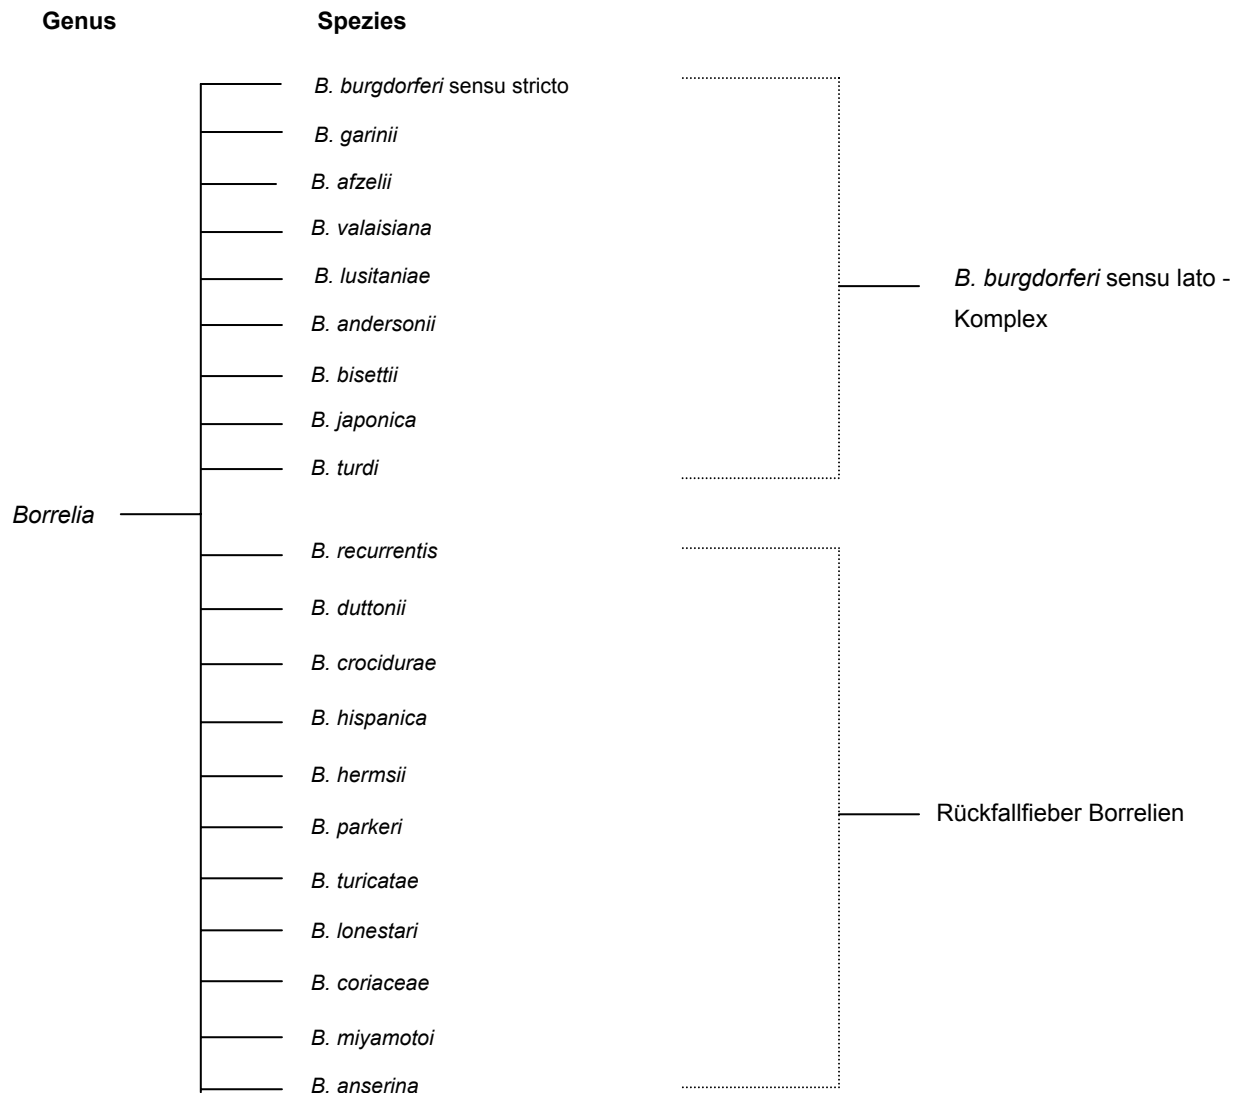 Genus Spezies
B. burgdorferi sensu stricto
B. garinii
B. afzelii
B. valaisiana
B. lusitaniae
B. andersonii
B. bisettii
B. japonica
B. turdi
B. burgdorferi sensu lato -
Komplex
Borrelia
B. recurrentis
B. duttonii
B. crocidurae
B. hispanica
B. hermsii
B. parkeri
B. turicatae
B. lonestari
B. coriaceae
B. miyamotoi
B. anserina
Rückfallfieber Borrelien